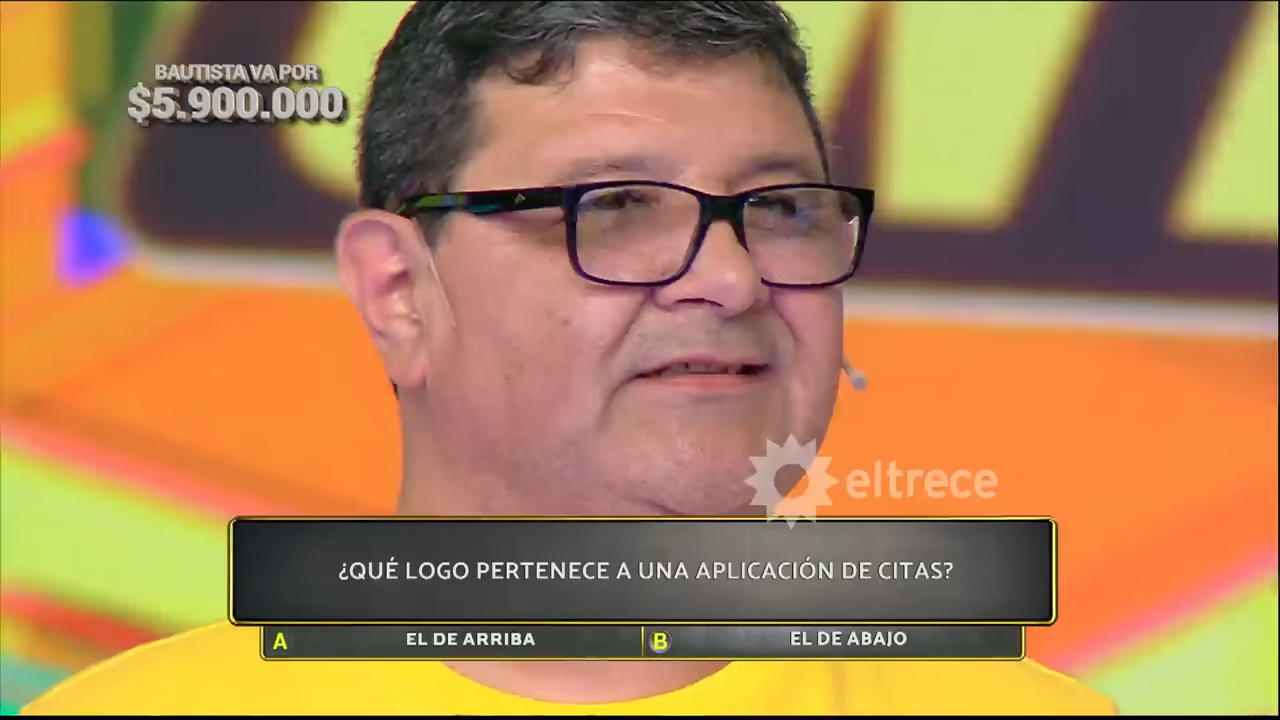 BAUTISTA VA POR
$5.900.000
eltrece
¿QUÉ LOGO PERTENECE A UNA APLICACIÓN DE CITAS?
A EL DE ARRIBA B EL DE ABAJO